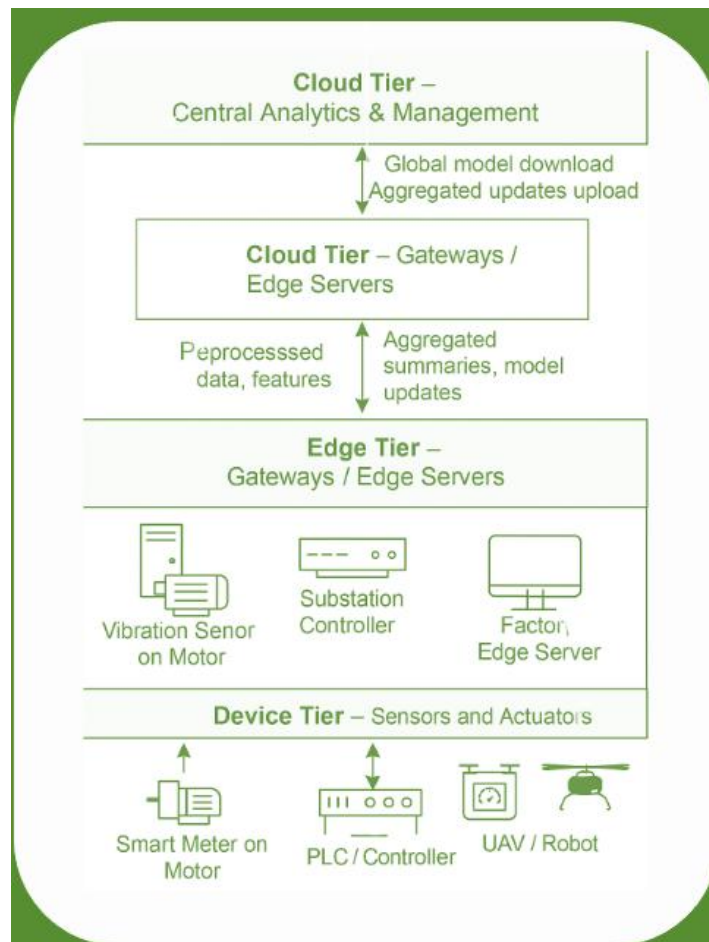 Cloud Tier –
Central Analytics & Management
Global model download
Aggregated updates upload
Cloud Tier – Gateways /
Edge Servers
Peprocesssed
data, features
Aggregated
summaries, model
updates
Edge Tier –
Gateways / Edge Servers
Vibration Senor
on Motor
Substation
Controller
Factor,
Edge Server
Device Tier – Sensors and Actuators
Smart Meter on
Motor
PLC / Controller
UAV / Robot